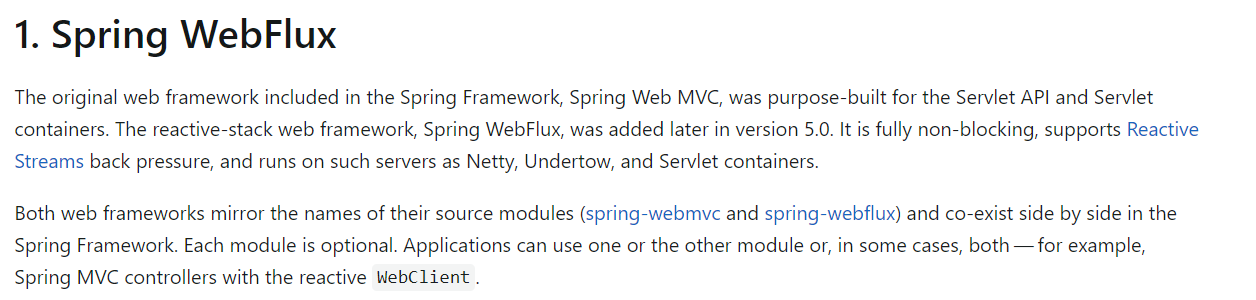 1. Spring WebFlux
The original web framework included in the Spring Framework, Spring Web MVC, was purpose-built for the Servlet API and Servlet
containers. The reactive-stack web framework, Spring WebFlux, was added later in version 5.0. It is fully non-blocking, supports Reactive
Streams back pressure, and runs on such servers as Netty, Undertow, and Servlet containers.
Both web frameworks mirror the names of their source modules (spring-webmvc and spring-webflux) and co-exist side by side in the
Spring Framework. Each module is optional. Applications can use one or the other module or, in some cases, both — for example,
Spring MVC controllers with the reactive WebClient.